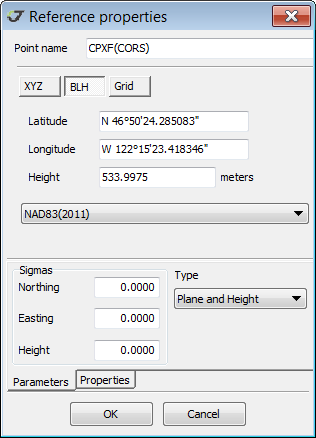 Reference properties
Point name CPXF(CORS)
XYZ BLH Grid
Latitude N 46°50'24.285083"
Longitude W 122°15'23.418346"
Height 533.9975 meters
NAD83(2011)
Sigmas Type
Northing 0.0000 Plane and Height
Easting 0.0000
Height 0.0000
Parameters Properties
OK Cancel